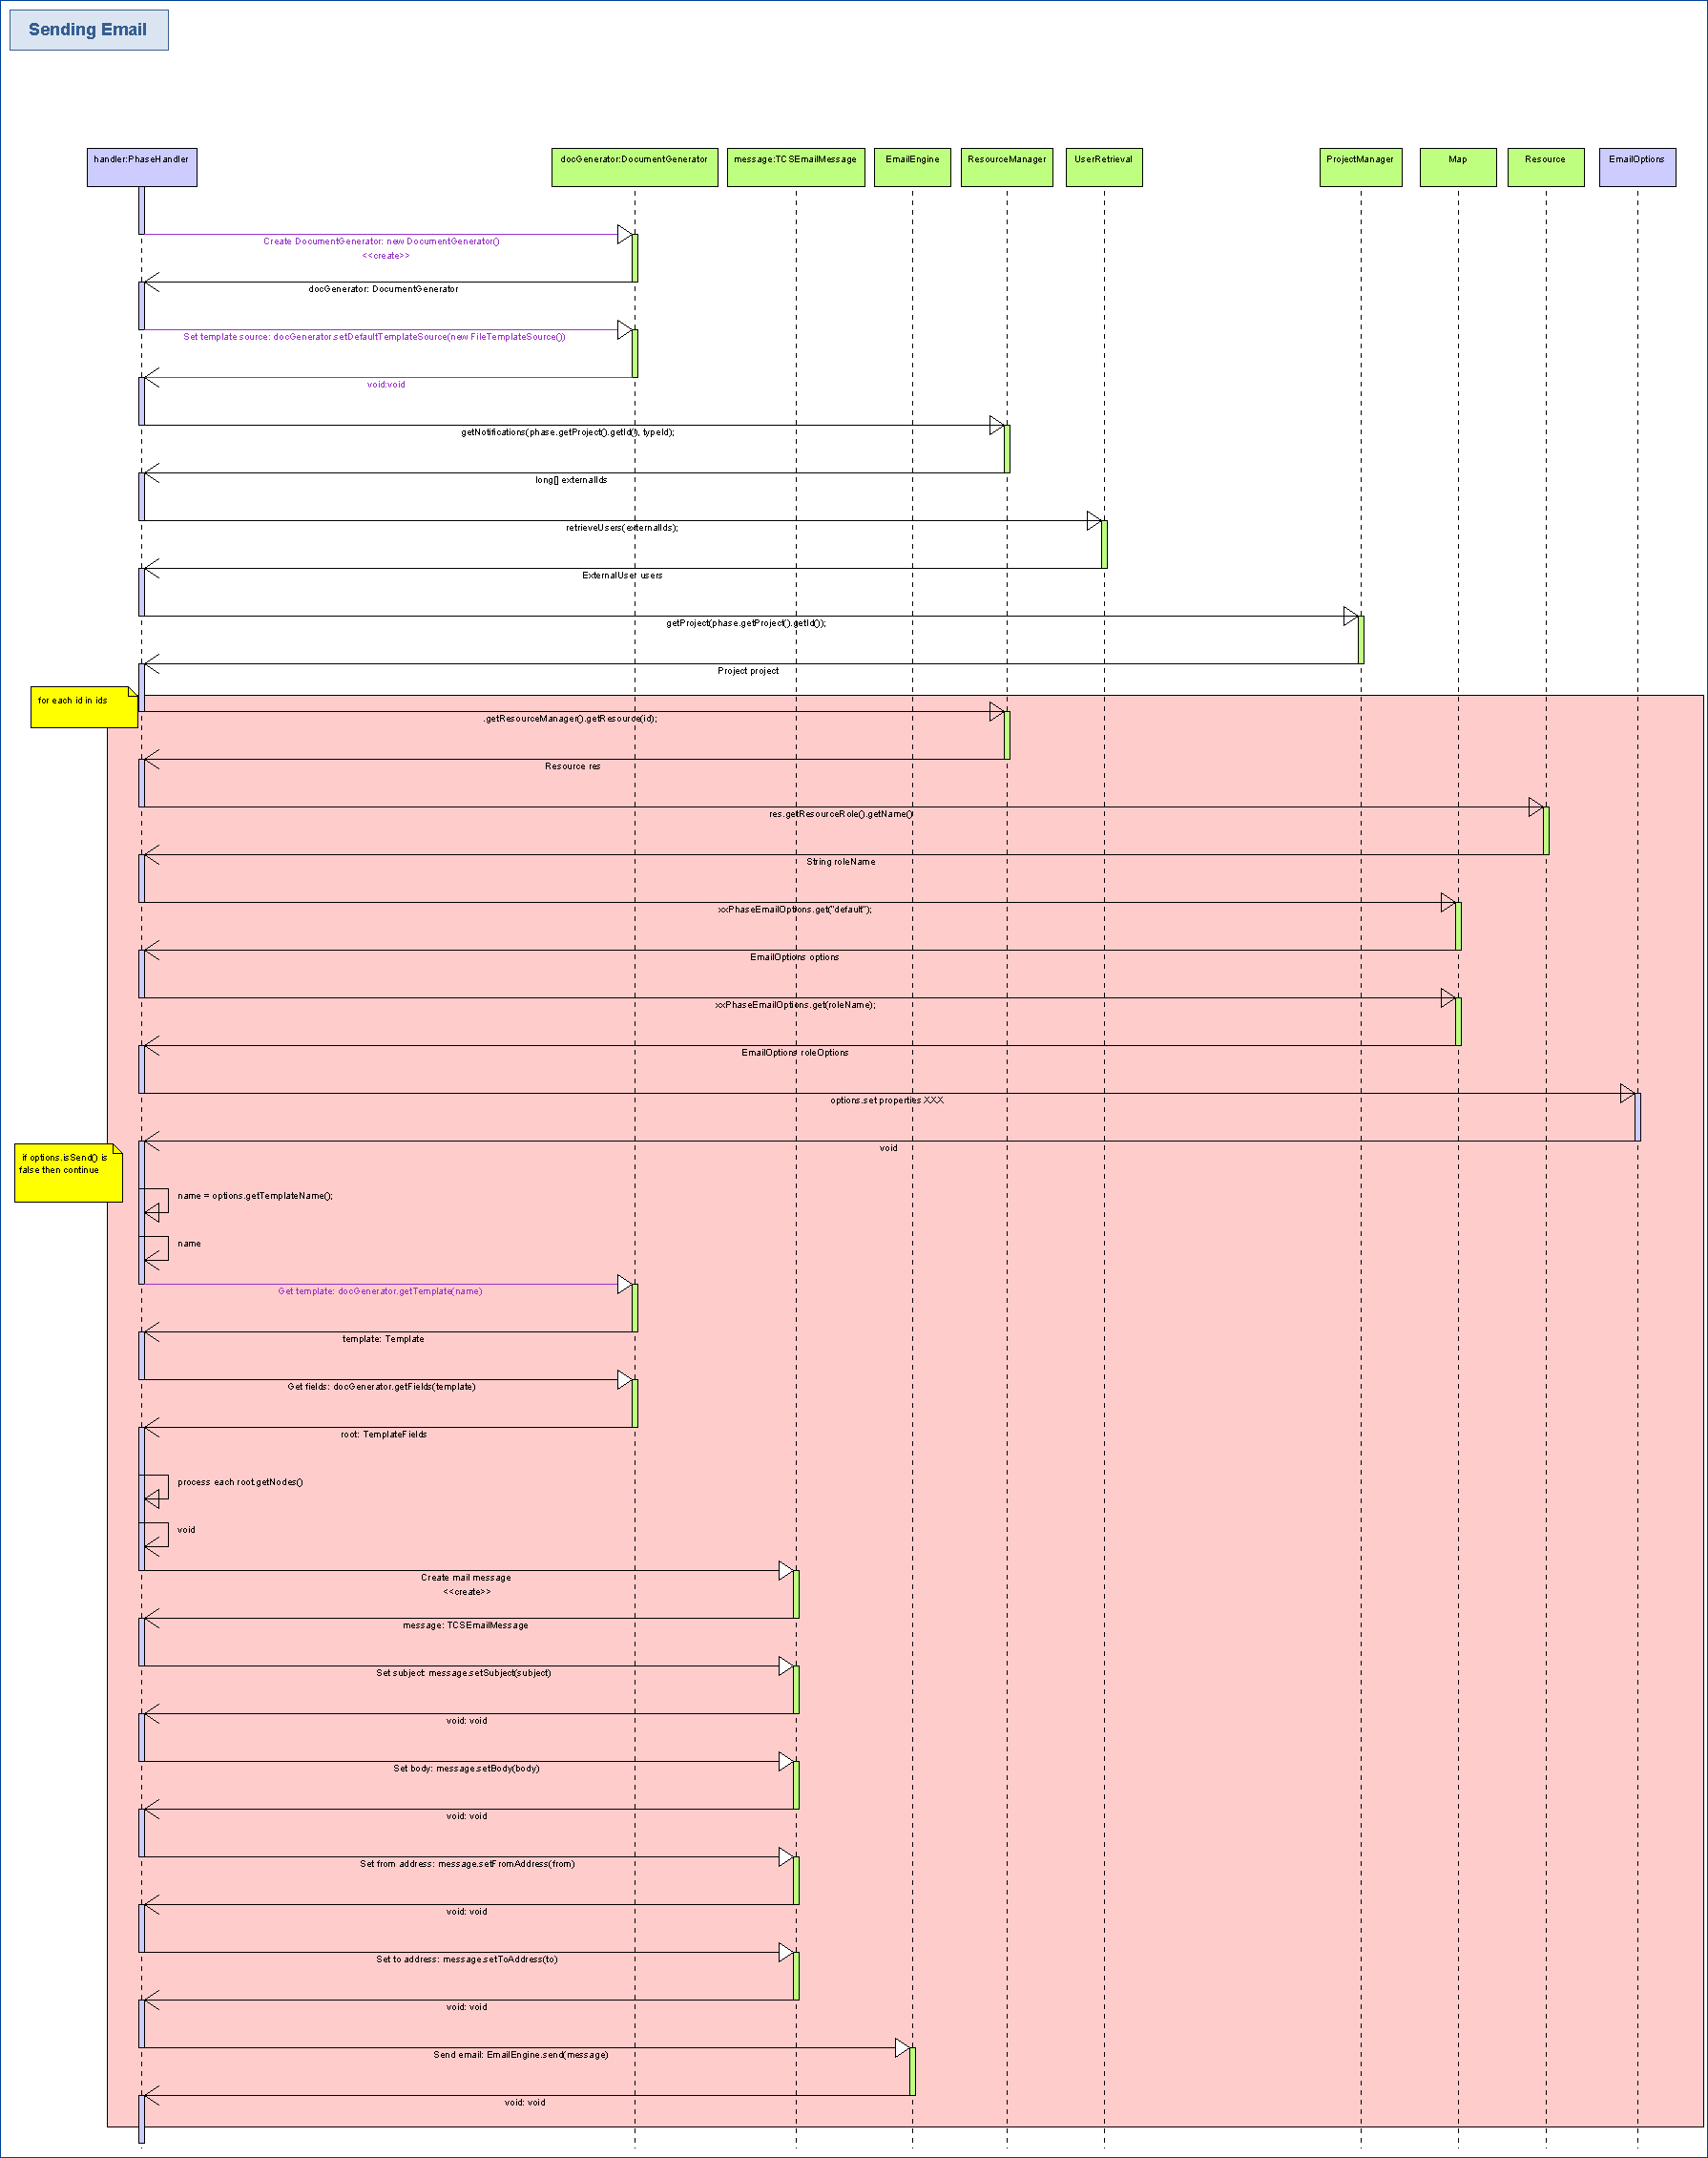 Sending Email
handler:PhaseHandler
docGenerator:DocumentGenerator
message:TCSEmailMessage
EmailEngine
ResourceManager
UserRetrieval
ProjectManager
Map
Resource
EmailOptions
Create DocumentGenerator: new DocumentGenerator()
<<create>>
docGenerator: DocumentGenerator
Set template source: docGenerator.setDefaultTemplateSource(new FileTemplateSource())
void:void
getNotifications(phase.getProject().getId(), typeId);
long[] externalIds
retrieveUsers(externalIds);
ExternalUser users
getProject(phase.getProject().getId());
Project project
for each id in ids
.getResourceManager().getResource(id);
Resource res
res.getResourceRole().getName()
String roleName
xxPhaseEmailOptions.get("default");
EmailOptions options
xxPhaseEmailOptions.get(roleName);
EmailOptions roleOptions
options.set properties XXX
void
if options.isSend() is
false then continue
name = options.getTemplateName();
name
Get template: docGenerator.getTemplate(name)
template: Template
Get fields: docGenerator.getFields(template)
root: TemplateFields
process each root.getNodes()
void
Create mail message
<<create>>
message: TCSEmailMessage
Set subject: message.setSubject(subject)
void: void
Set body: message.setBody(body)
void: void
Set from address: message.setFromAddress(from)
void: void
Set to address: message.setToAddress(to)
void: void
Send email: EmailEngine.send(message)
void: void